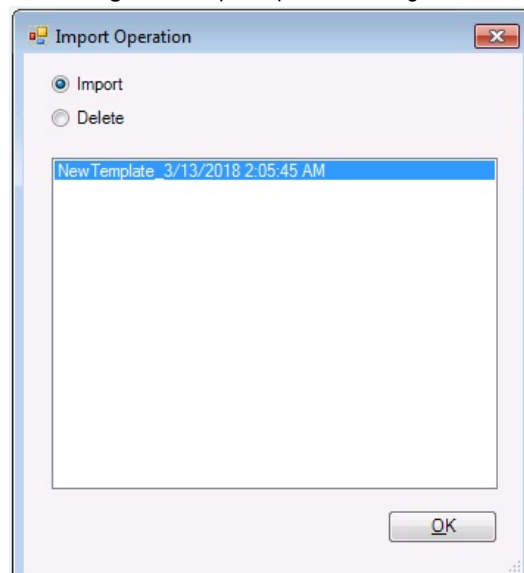 Import Operation
Import
Delete
NewTemplate_3/13/2018 2:05:45 AM
OK